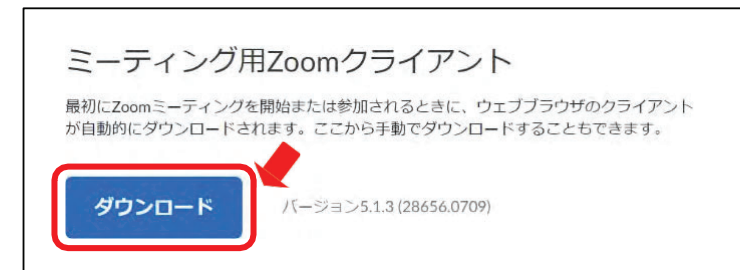 ミーティング用Zoomクライアント
最初にZoomミーティングを開始または参加されるときに、ウェブブラウザのクライアント
が自動的にダウンロードされます。ここから手動でダウンロードすることもできます。
ダウンロード
バージョン5.1.3 (28656.0709)